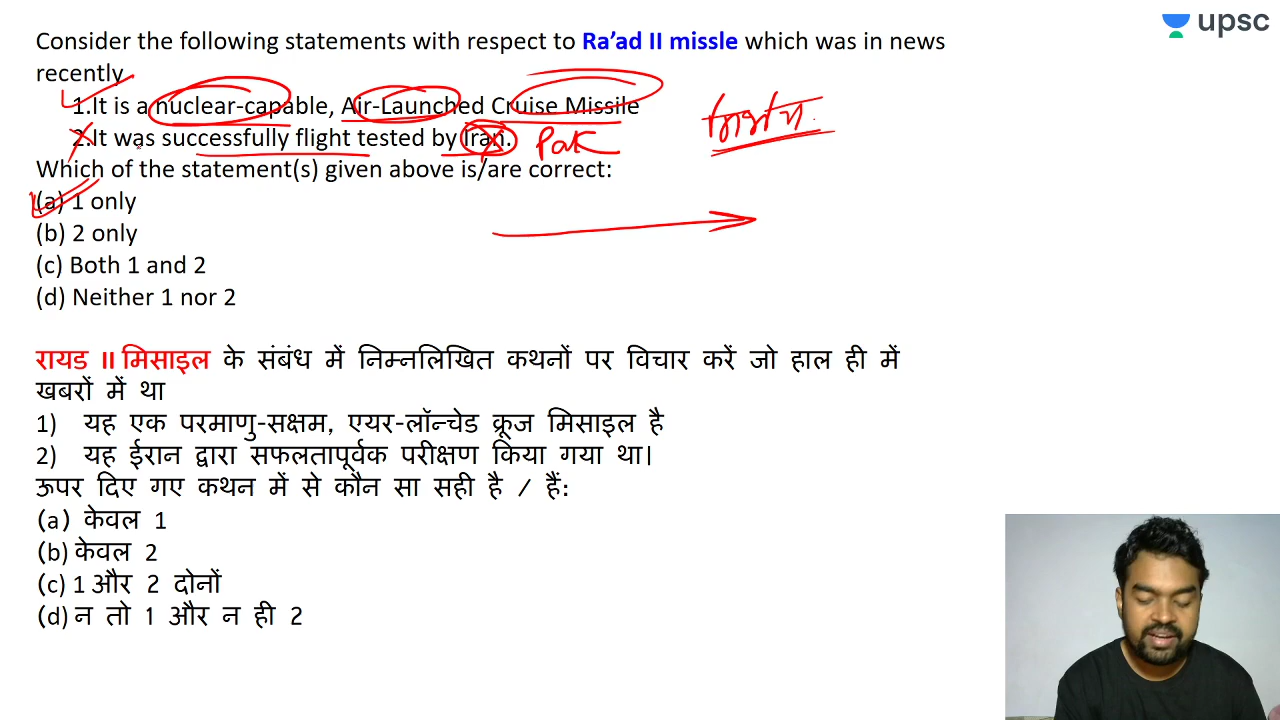 upsc
Consider the following statements with respect to Ra’ad II missle which was in news
recently
1.It is a nuclear-capable, Air-Launched Cruise Missile
2.It was successfully flight tested by Iran. Pak
Which of the statement(s) given above is/are correct:
(a) 1 only
(b) 2 only
(c) Both 1 and 2
(d) Neither 1 nor 2
रायड II मिसाइल के संबंध में निम्नलिखित कथनों पर विचार करें जो हाल ही में
खबरों में था
1) यह एक परमाणु-सक्षम, एयर-लॉन्चेड क्रूज मिसाइल है
2) यह ईरान द्वारा सफलतापूर्वक परीक्षण किया गया था।
ऊपर दिए गए कथन में से कौन सा सही है / हैं:
(a) केवल 1
(b) केवल 2
(c) 1 और 2 दोनों
(d) न तो 1 और न ही 2